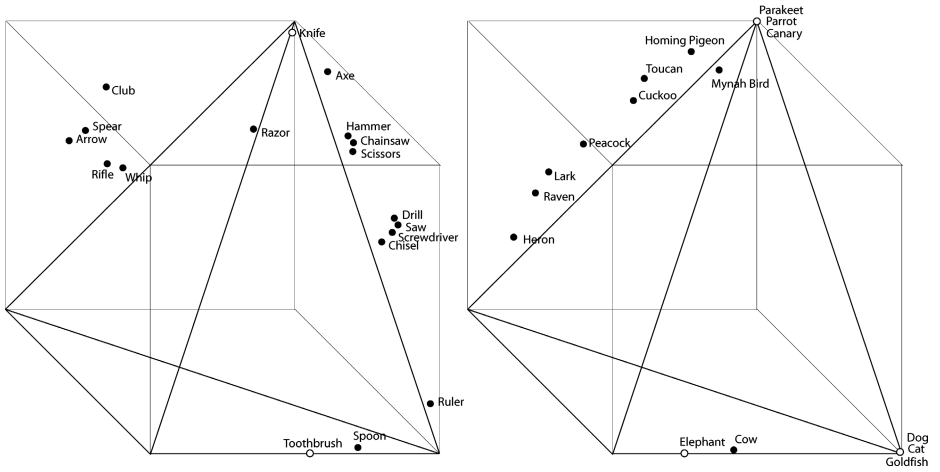 Knife
Axe
Club
Hammer
Spear
Razor
Chainsaw
Arrow
Scissors
Rifle
Whip
Drill
Saw
Screwdriver
Chisel
Ruler
Spoon
Toothbrush
Parakeet
Parrot
Canary
Homing Pigeon
Toucan
Mynah Bird
Cuckoo
Peacock
Lark
Raven
Heron
Elephant
Cow
Dog
Cat
Goldfish